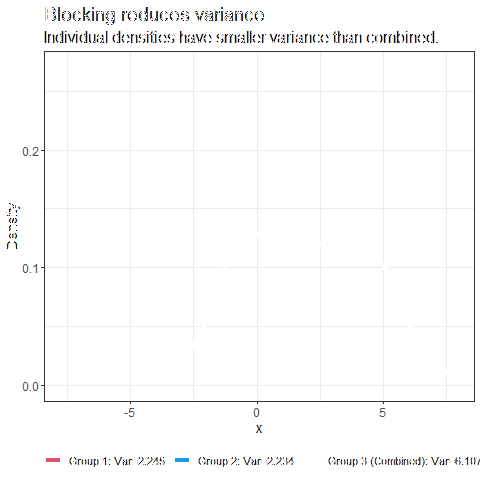 Blocking reduces variance
Individual densities have smaller variance than combined.
Density
0.2
0.1
0.0
-5
0
5
x
Group 1: Var: 2.245
Group 2: Var: 2.234
Group 3 (Combined): Var: 6.107